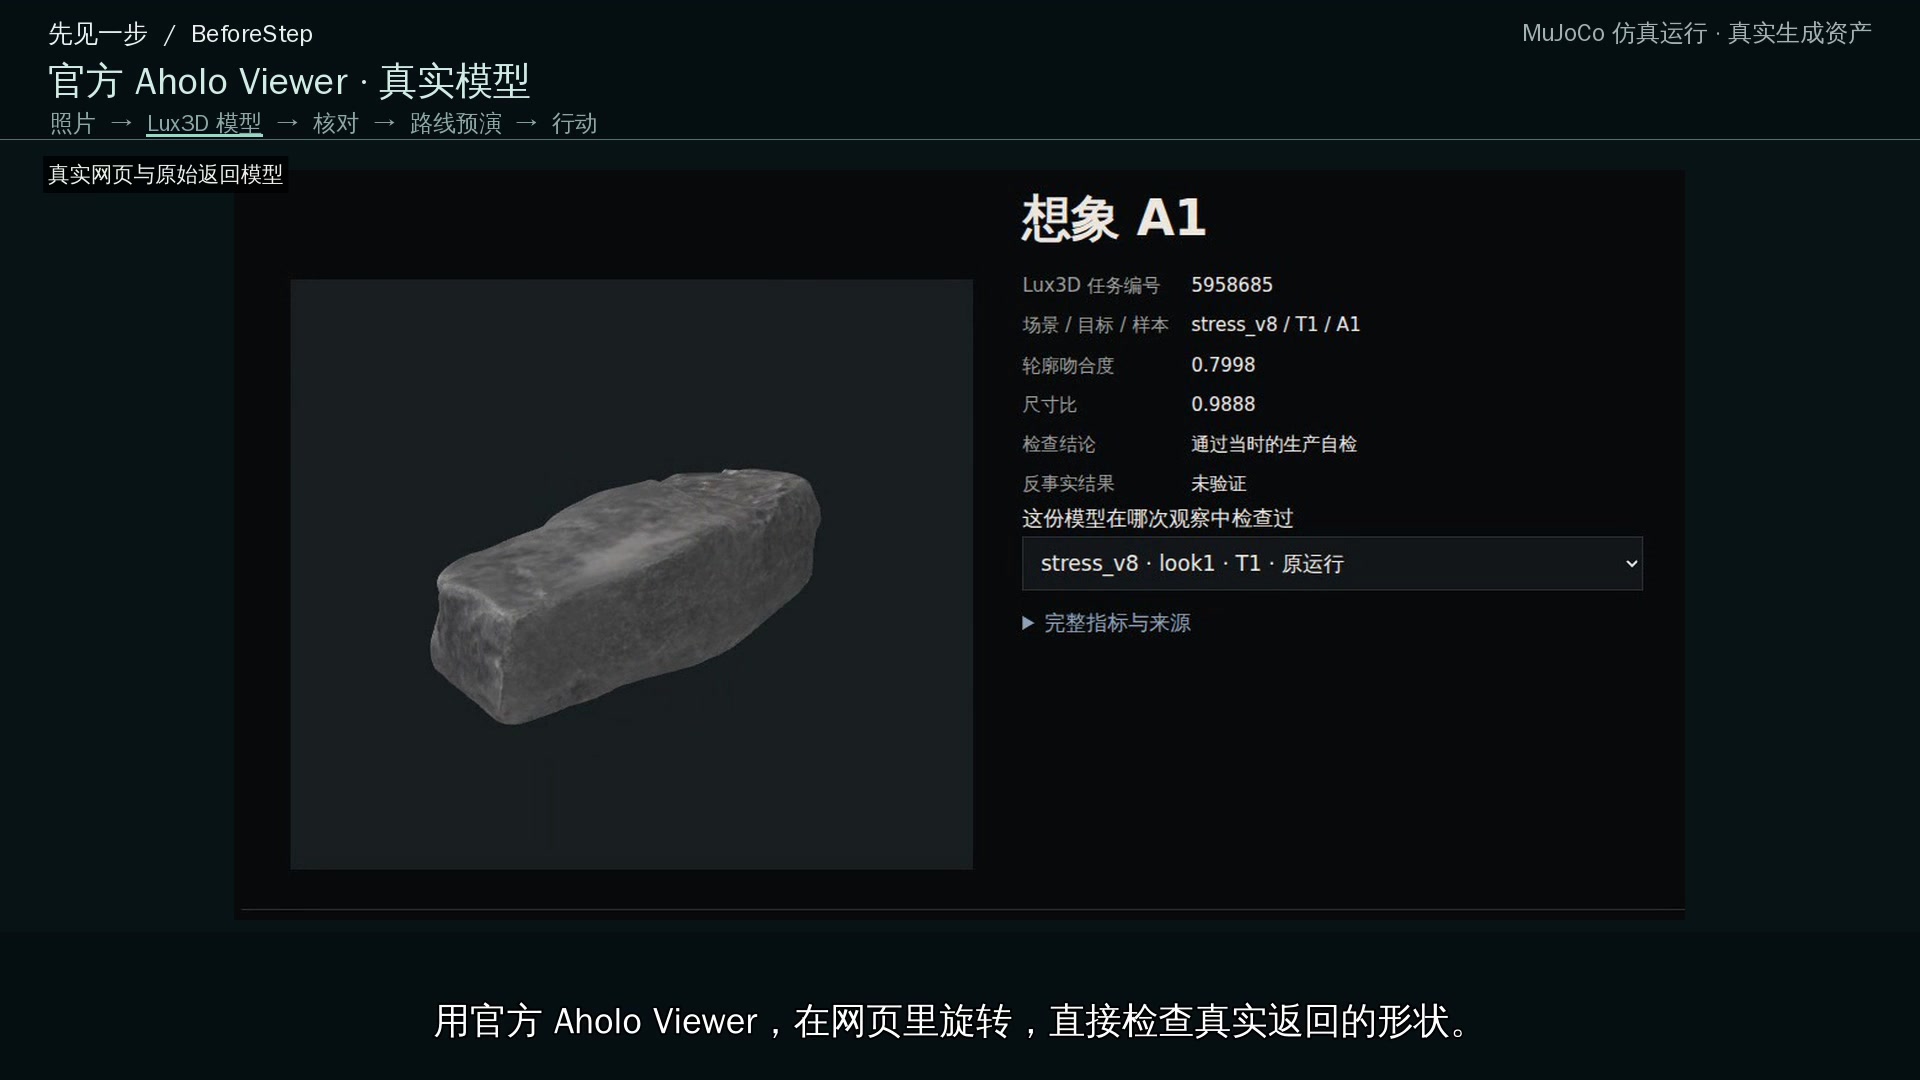 先见一步 / BeforeStep
MuJoCo 仿真运行 · 真实生成资产
官方 Aholo Viewer · 真实模型
照片 → Lux3D 模型 → 核对 → 路线预演 → 行动
真实网页与原始返回模型
想象 A1
Lux3D 任务编号 5958685
场景 / 目标 / 样本 stress_v8 / T1 / A1
轮廓吻合度 0.7998
尺寸比 0.9888
检查结论 通过当时的生产自检
反事实结果 未验证
这份模型在哪次观察中检查过
stress_v8 · look1 · T1 · 原运行
▶ 完整指标与来源
用官方 Aholo Viewer，在网页里旋转，直接检查真实返回的形状。